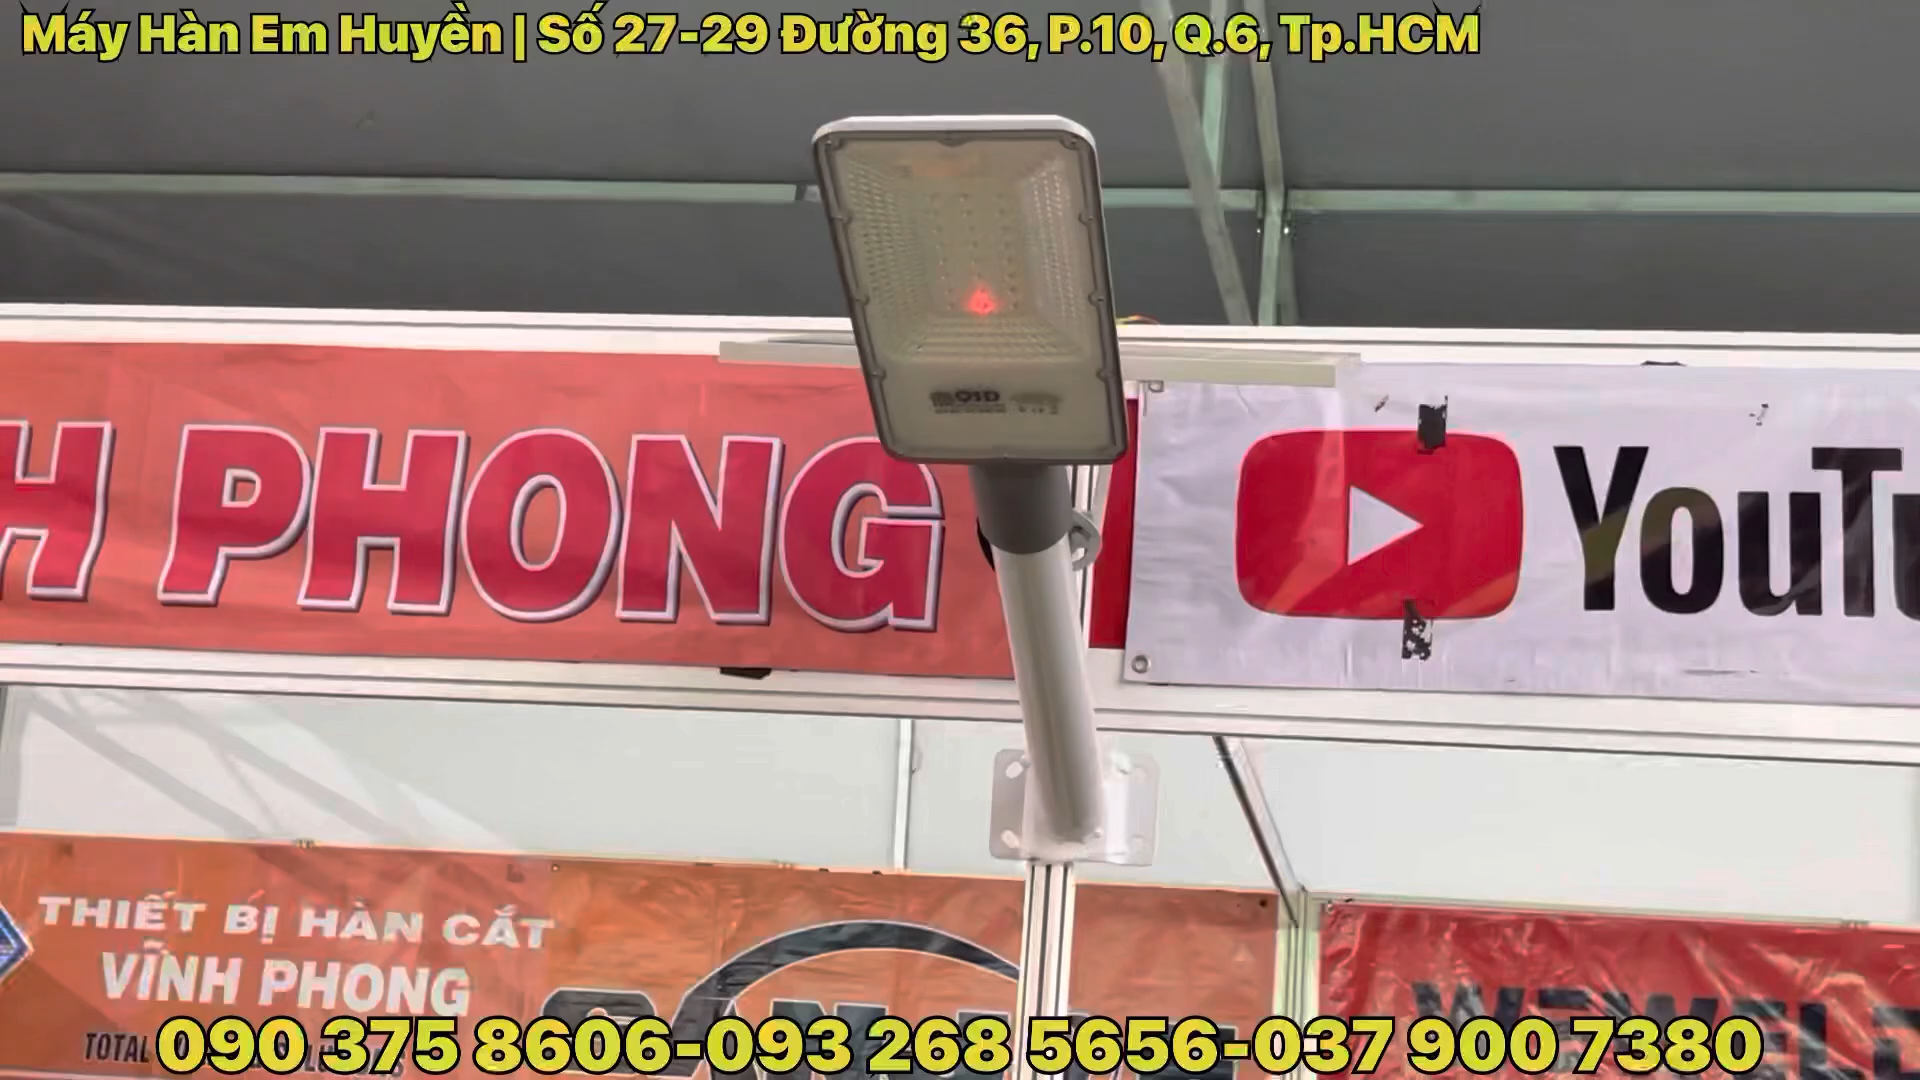 Máy Hàn Em Huyền | Số 27-29 Đường 36, P.10, Q.6, Tp.HCM
H PHONG
YouTu
THIẾT BỊ HÀN CẮT
VĨNH PHONG
TOTAL
090 375 8606-093 268 5656-037 900 7380